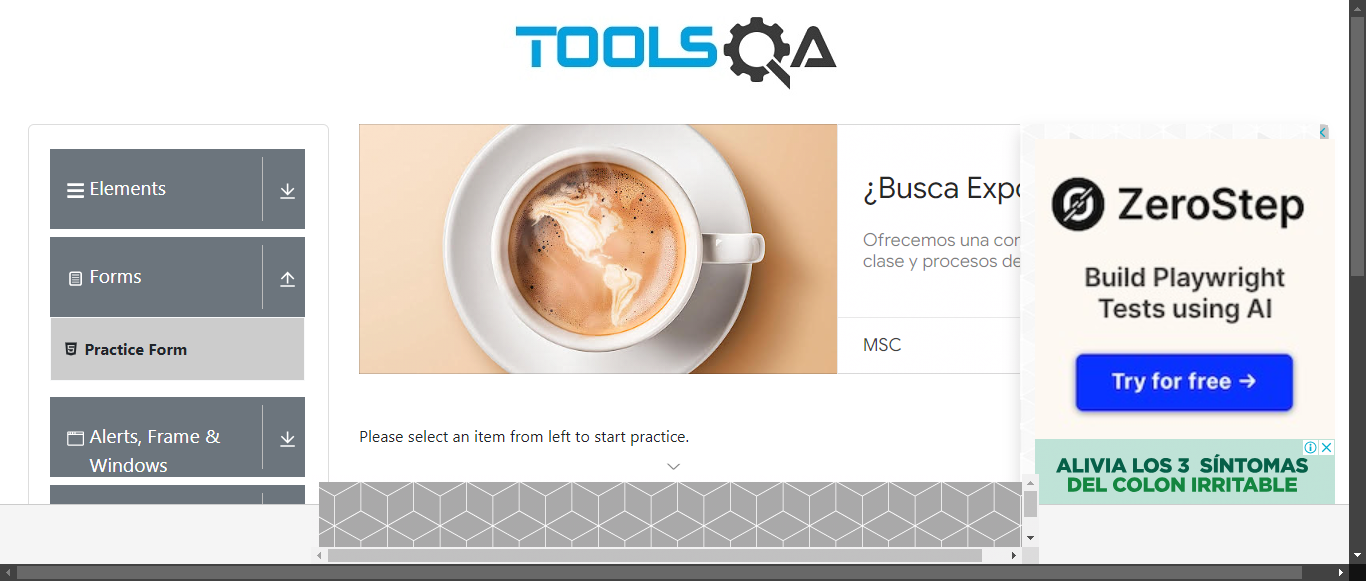 TOOLSQA
Elements
Forms
Practice Form
Alerts, Frame &
Windows
¿Busca Expo
Ofrecemos una con
clase y procesos de
MSC
Please select an item from left to start practice.
ZeroStep
Build Playwright
Tests using AI
Try for free →
ALIVIA LOS 3 SÍNTOMAS
DEL COLON IRRITABLE